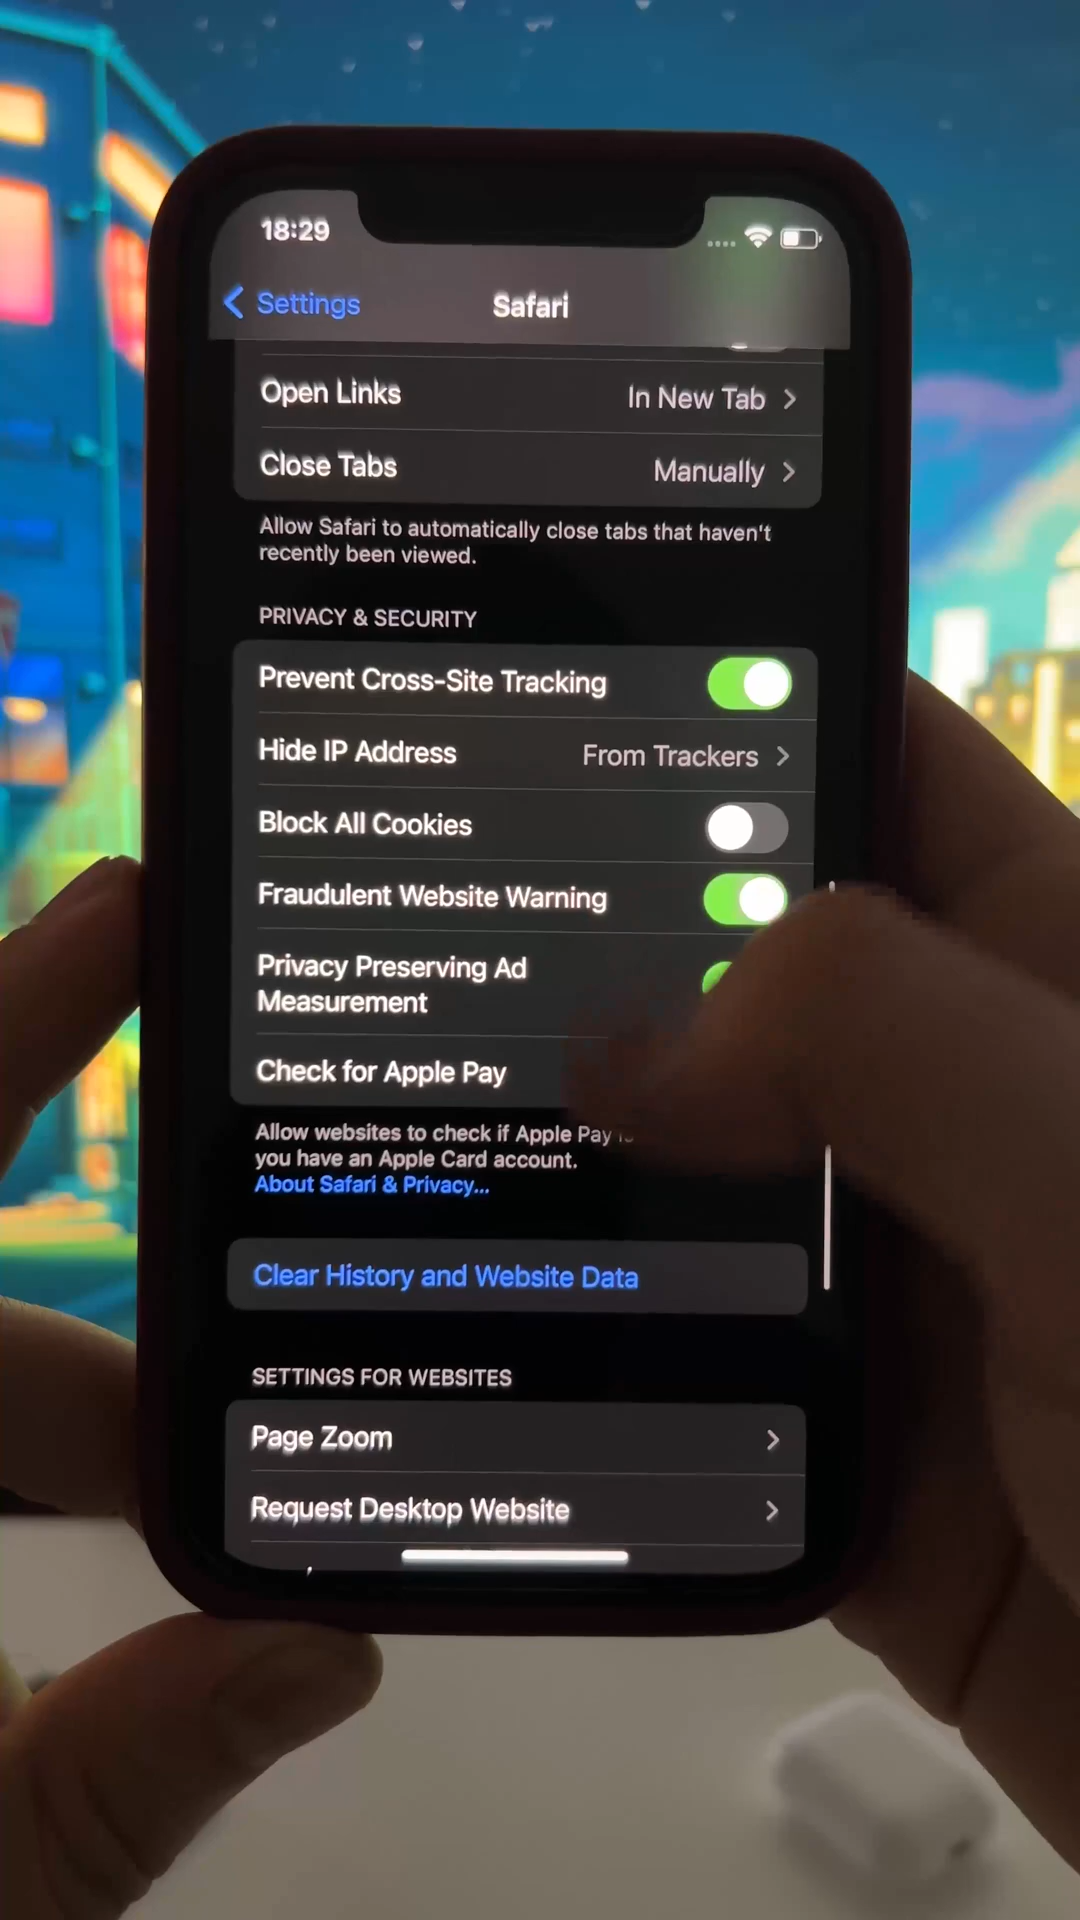 18:29
Settings
Safari
Open Links In New Tab
Close Tabs Manually
Allow Safari to automatically close tabs that haven't
recently been viewed.
PRIVACY & SECURITY
Prevent Cross-Site Tracking
Hide IP Address From Trackers
Block All Cookies
Fraudulent Website Warning
Privacy Preserving Ad
Measurement
Check for Apple Pay
Allow websites to check if Apple Pay
you have an Apple Card account.
About Safari & Privacy...
Clear History and Website Data
SETTINGS FOR WEBSITES
Page Zoom
Request Desktop Website